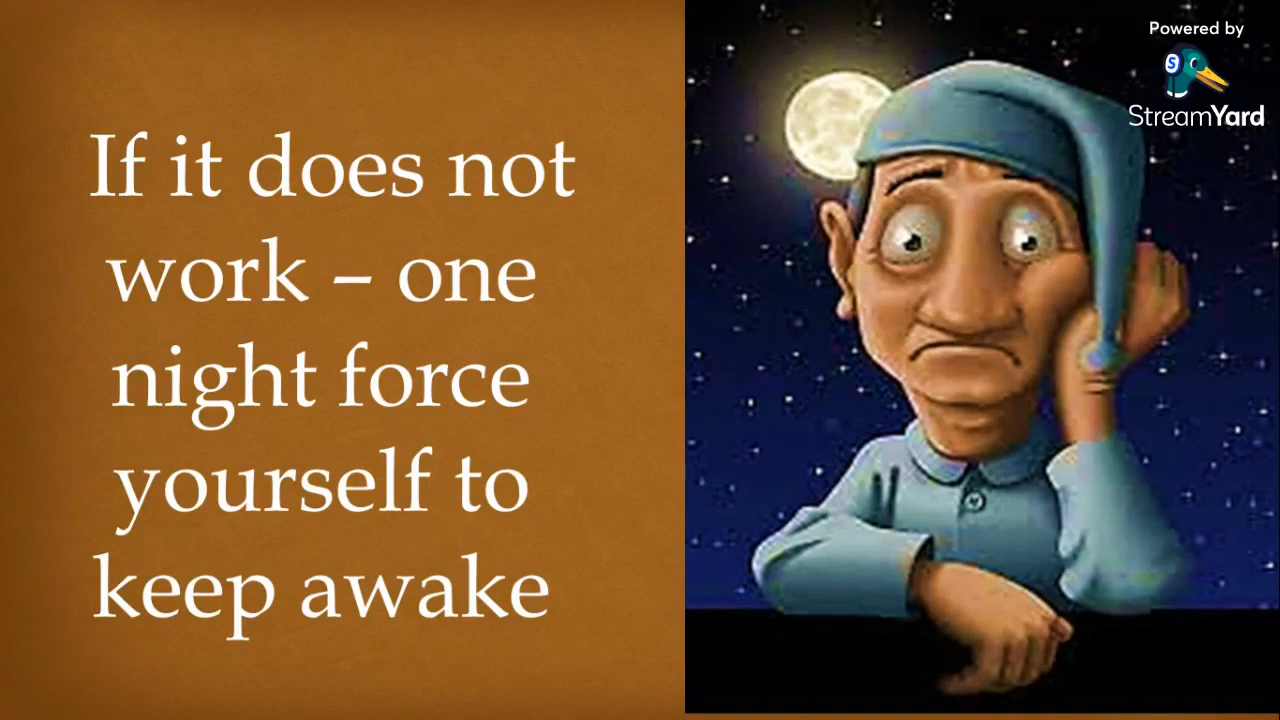 If it does not
work – one
night force
yourself to
keep awake
Powered by
S
StreamYard